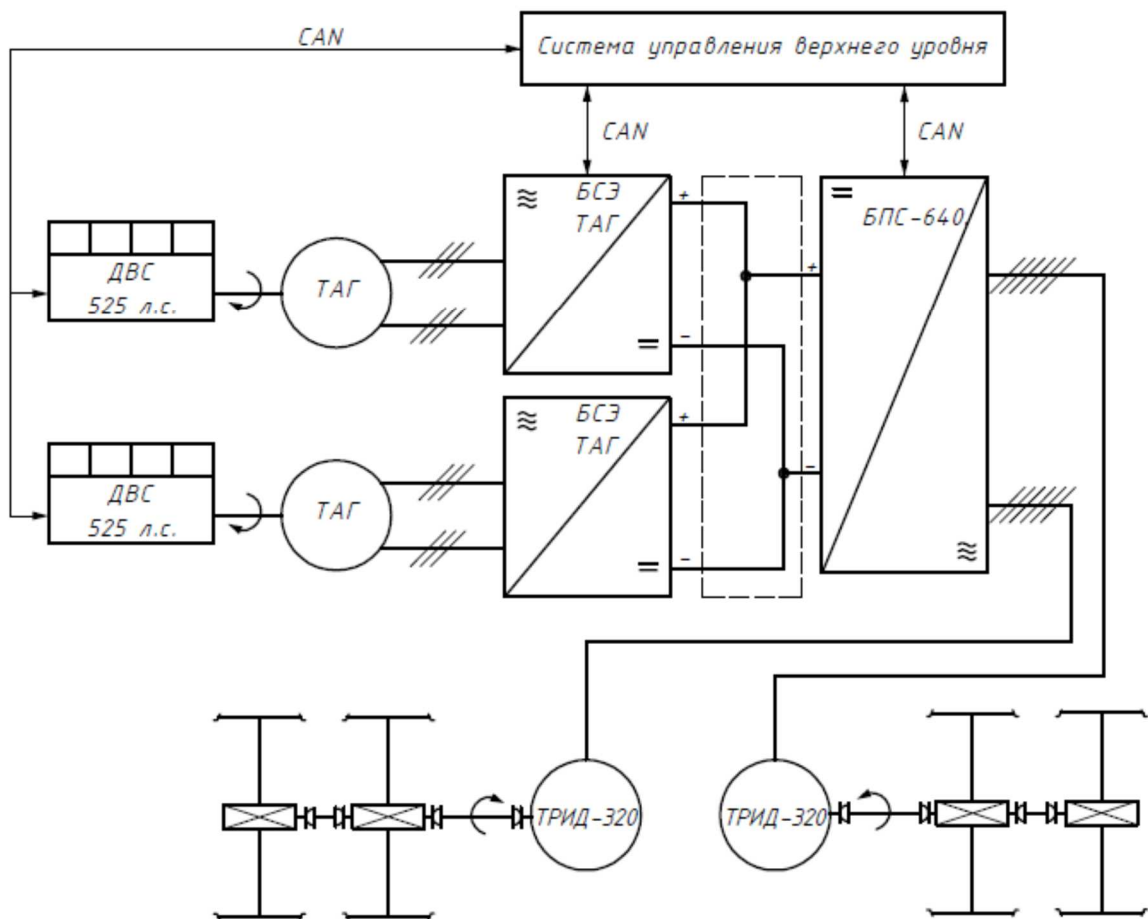 CAN
Система управления верхнего уровня
CAN
CAN
БСЭ
ТАГ
+
-
=
БПС-640
+
-
ДВС
525 л.с.
ТАГ
БСЭ
ТАГ
+
-
ДВС
525 л.с.
ТАГ
ТРИД-320
ТРИД-320